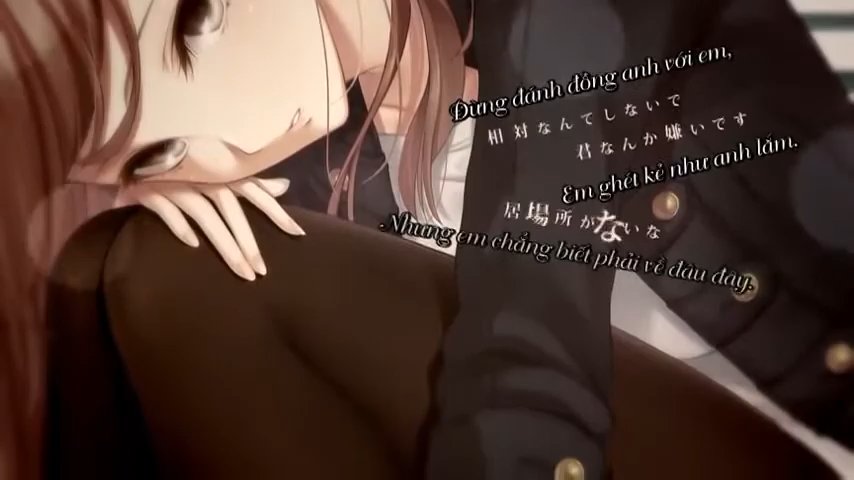 Đừng đánh đồng anh với em,
相対なんてしないで
君なんか嫌いです
Em ghét kẻ như anh lắm.
居場所がないな
Nhưng em chẳng biết phải về đâu đây.